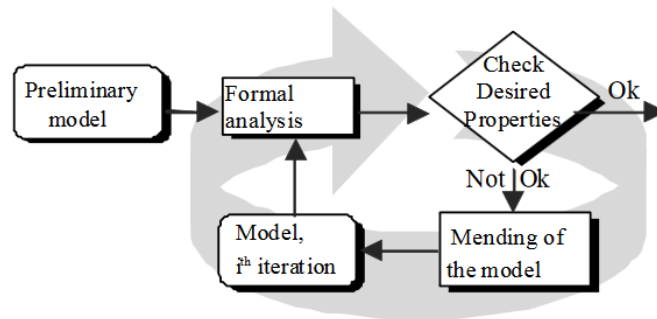 Preliminary
model
Formal
analysis
Check
Desired
Properties
Ok
Not Ok
Mending of
the model
Model,
iᵗʰ iteration